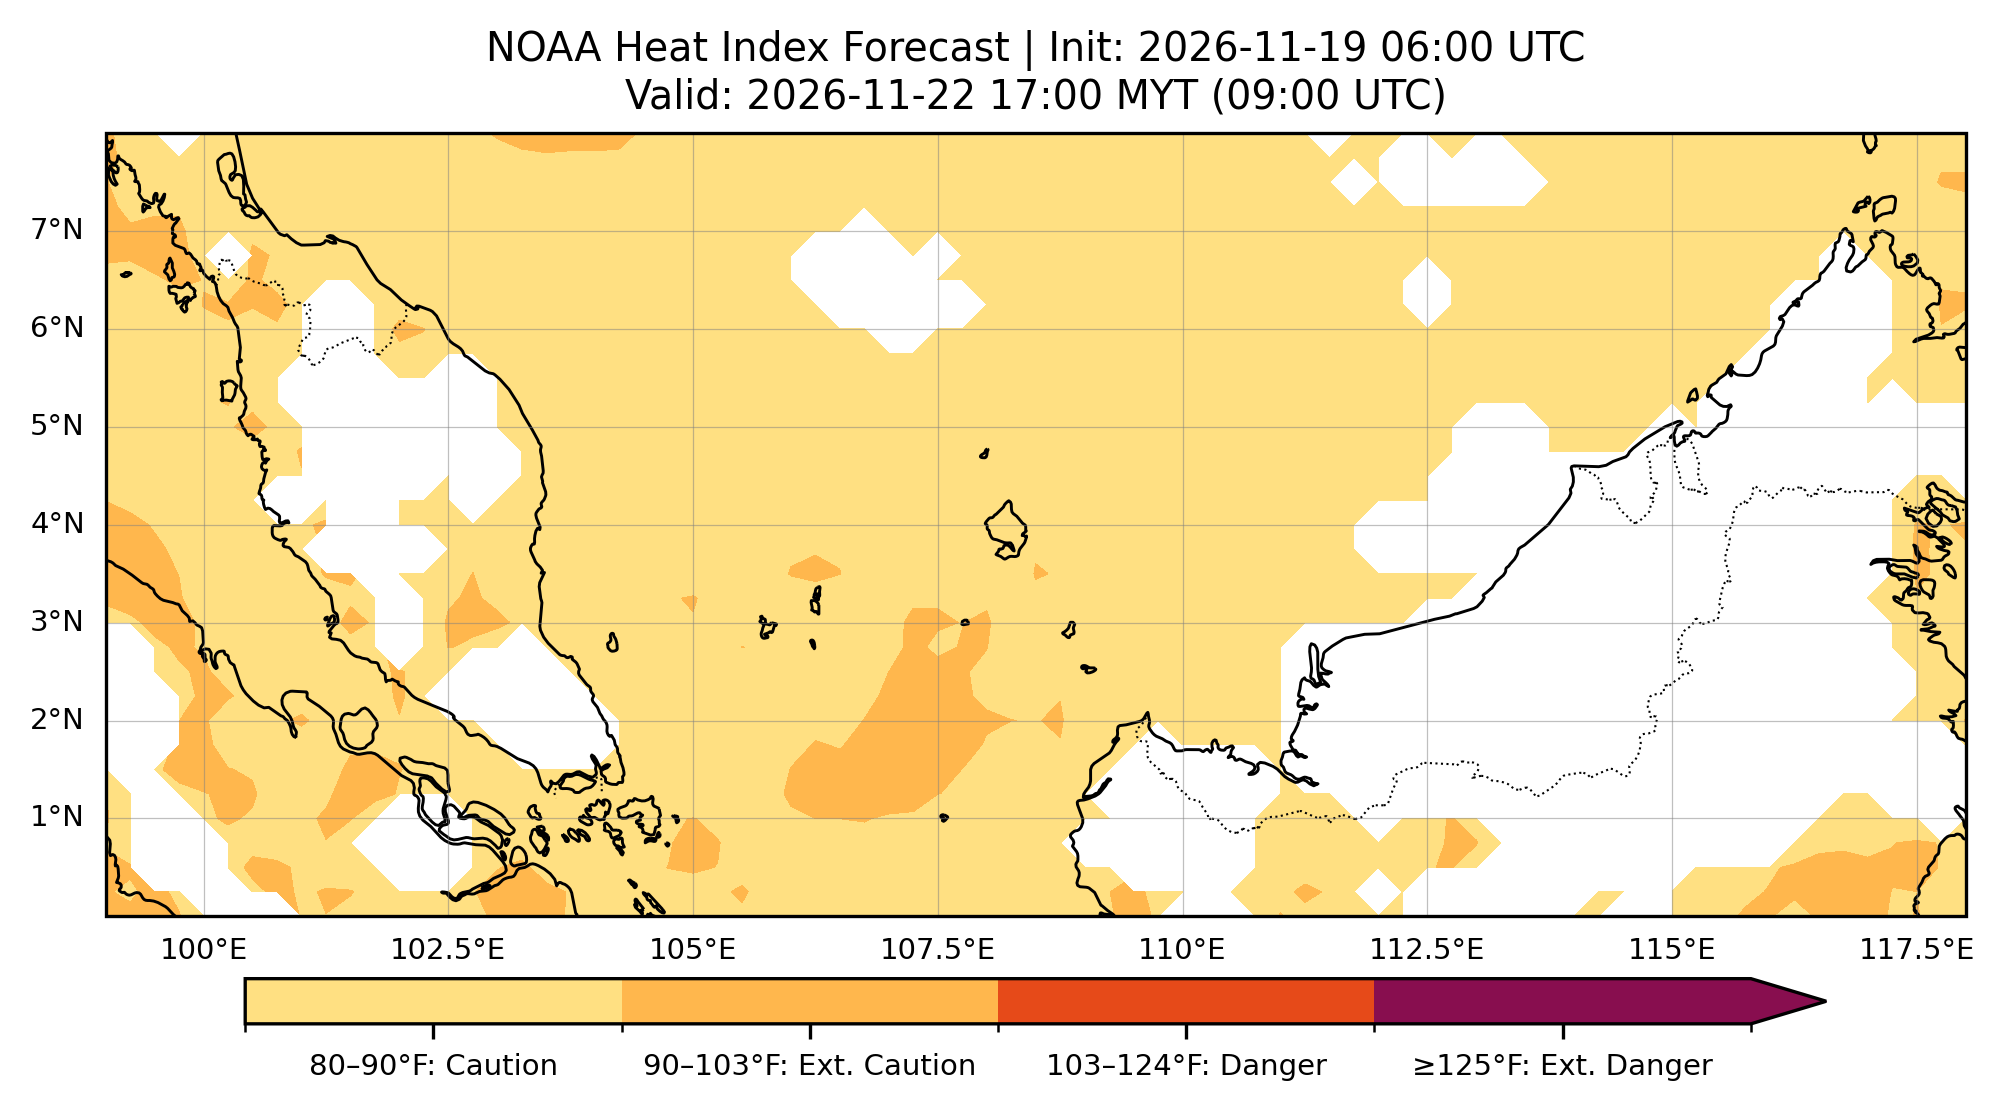 NOAA Heat Index Forecast | Init: 2026-11-19 06:00 UTC
Valid: 2026-11-22 17:00 MYT (09:00 UTC)
7°N
6°N
5°N
4°N
3°N
2°N
1°N
100°E 102.5°E 105°E 107.5°E 110°E 112.5°E 115°E 117.5°E
80–90°F: Caution 90–103°F: Ext. Caution 103–124°F: Danger ≥125°F: Ext. Danger